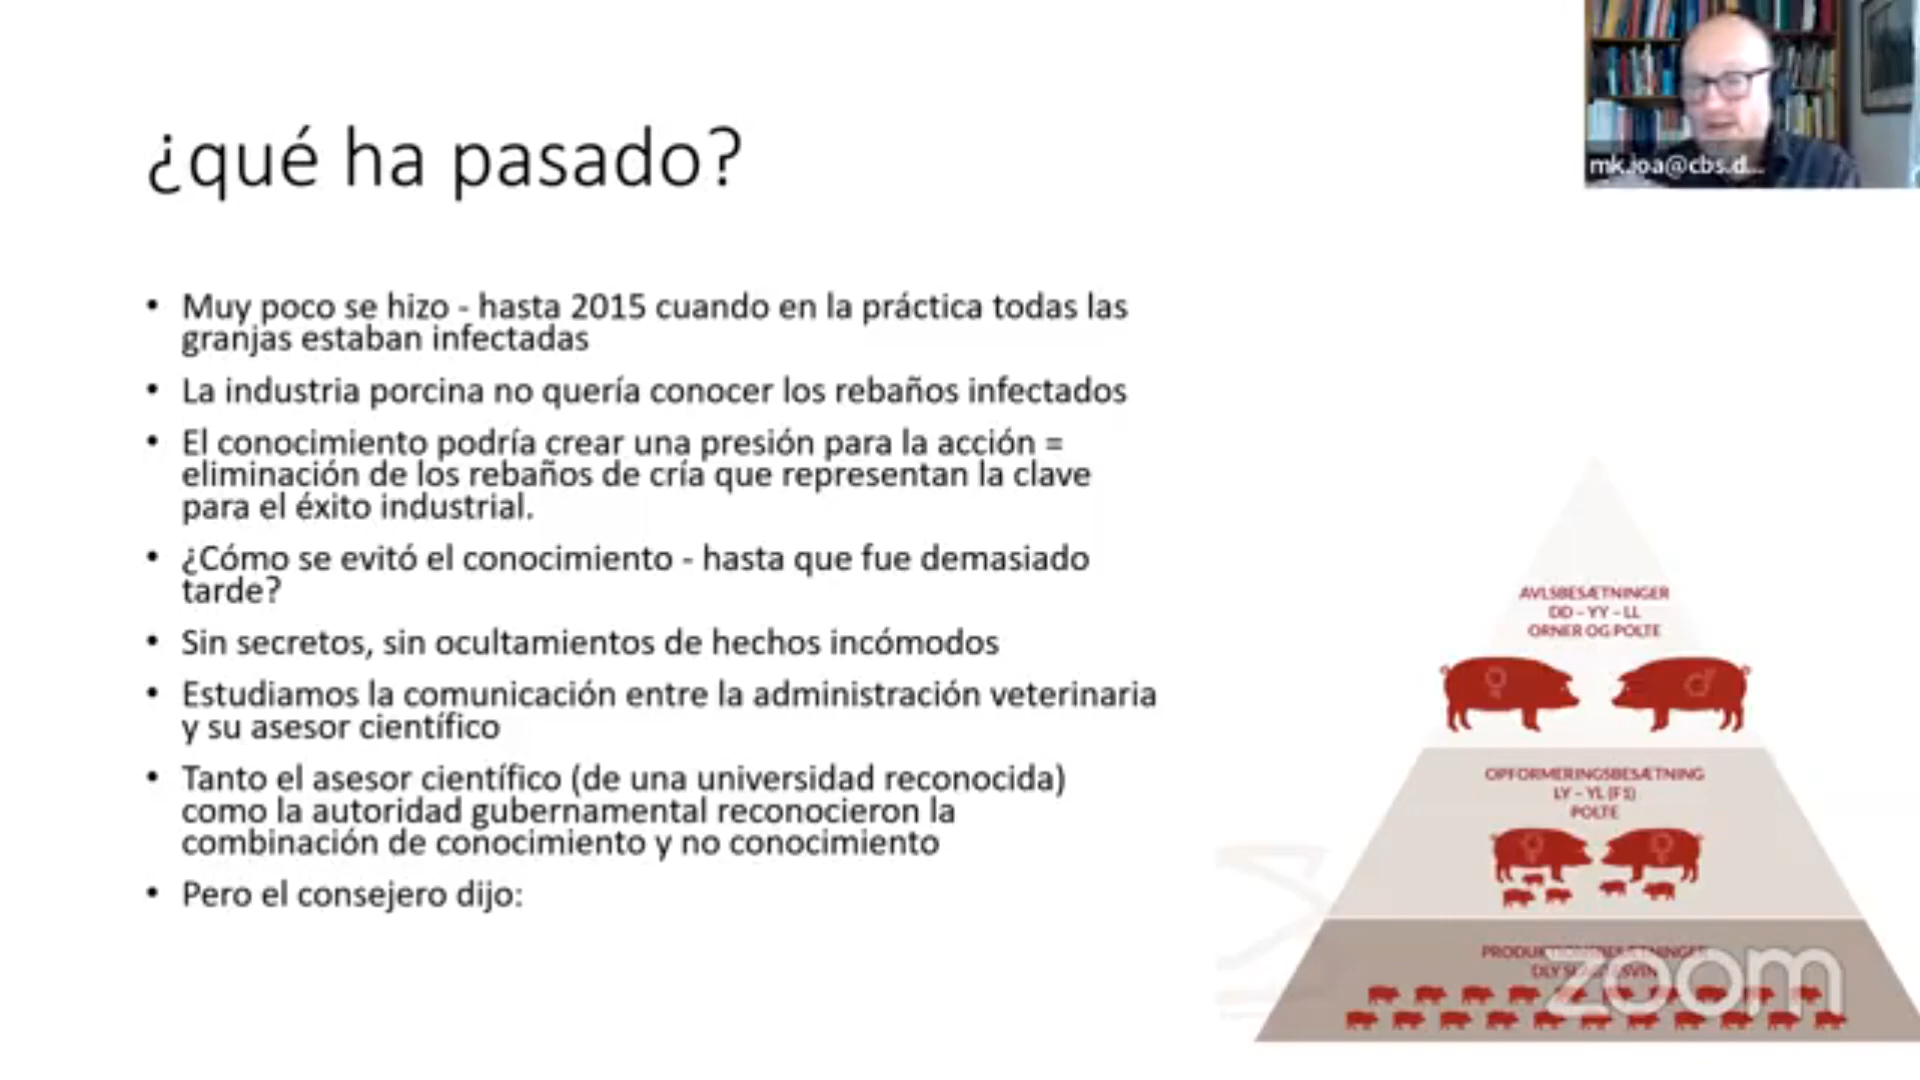 mk.ioa@cbs.d...
¿qué ha pasado?
• Muy poco se hizo - hasta 2015 cuando en la práctica todas las
granjas estaban infectadas
• La industria porcina no quería conocer los rebaños infectados
• El conocimiento podría crear una presión para la acción =
eliminación de los rebaños de cría que representan la clave
para el éxito industrial.
• ¿Cómo se evitó el conocimiento - hasta que fue demasiado
tarde?
• Sin secretos, sin ocultamientos de hechos incómodos
• Estudiamos la comunicación entre la administración veterinaria
y su asesor científico
• Tanto el asesor científico (de una universidad reconocida)
como la autoridad gubernamental reconocieron la
combinación de conocimiento y no conocimiento
• Pero el consejero dijo:
AVLSBESÆTNINGER
DD – YY – LL
ORNER OG POLTE
OPFORMERINGSBESÆTNING
LY – YL (F1)
POLTE
DLY
zoom